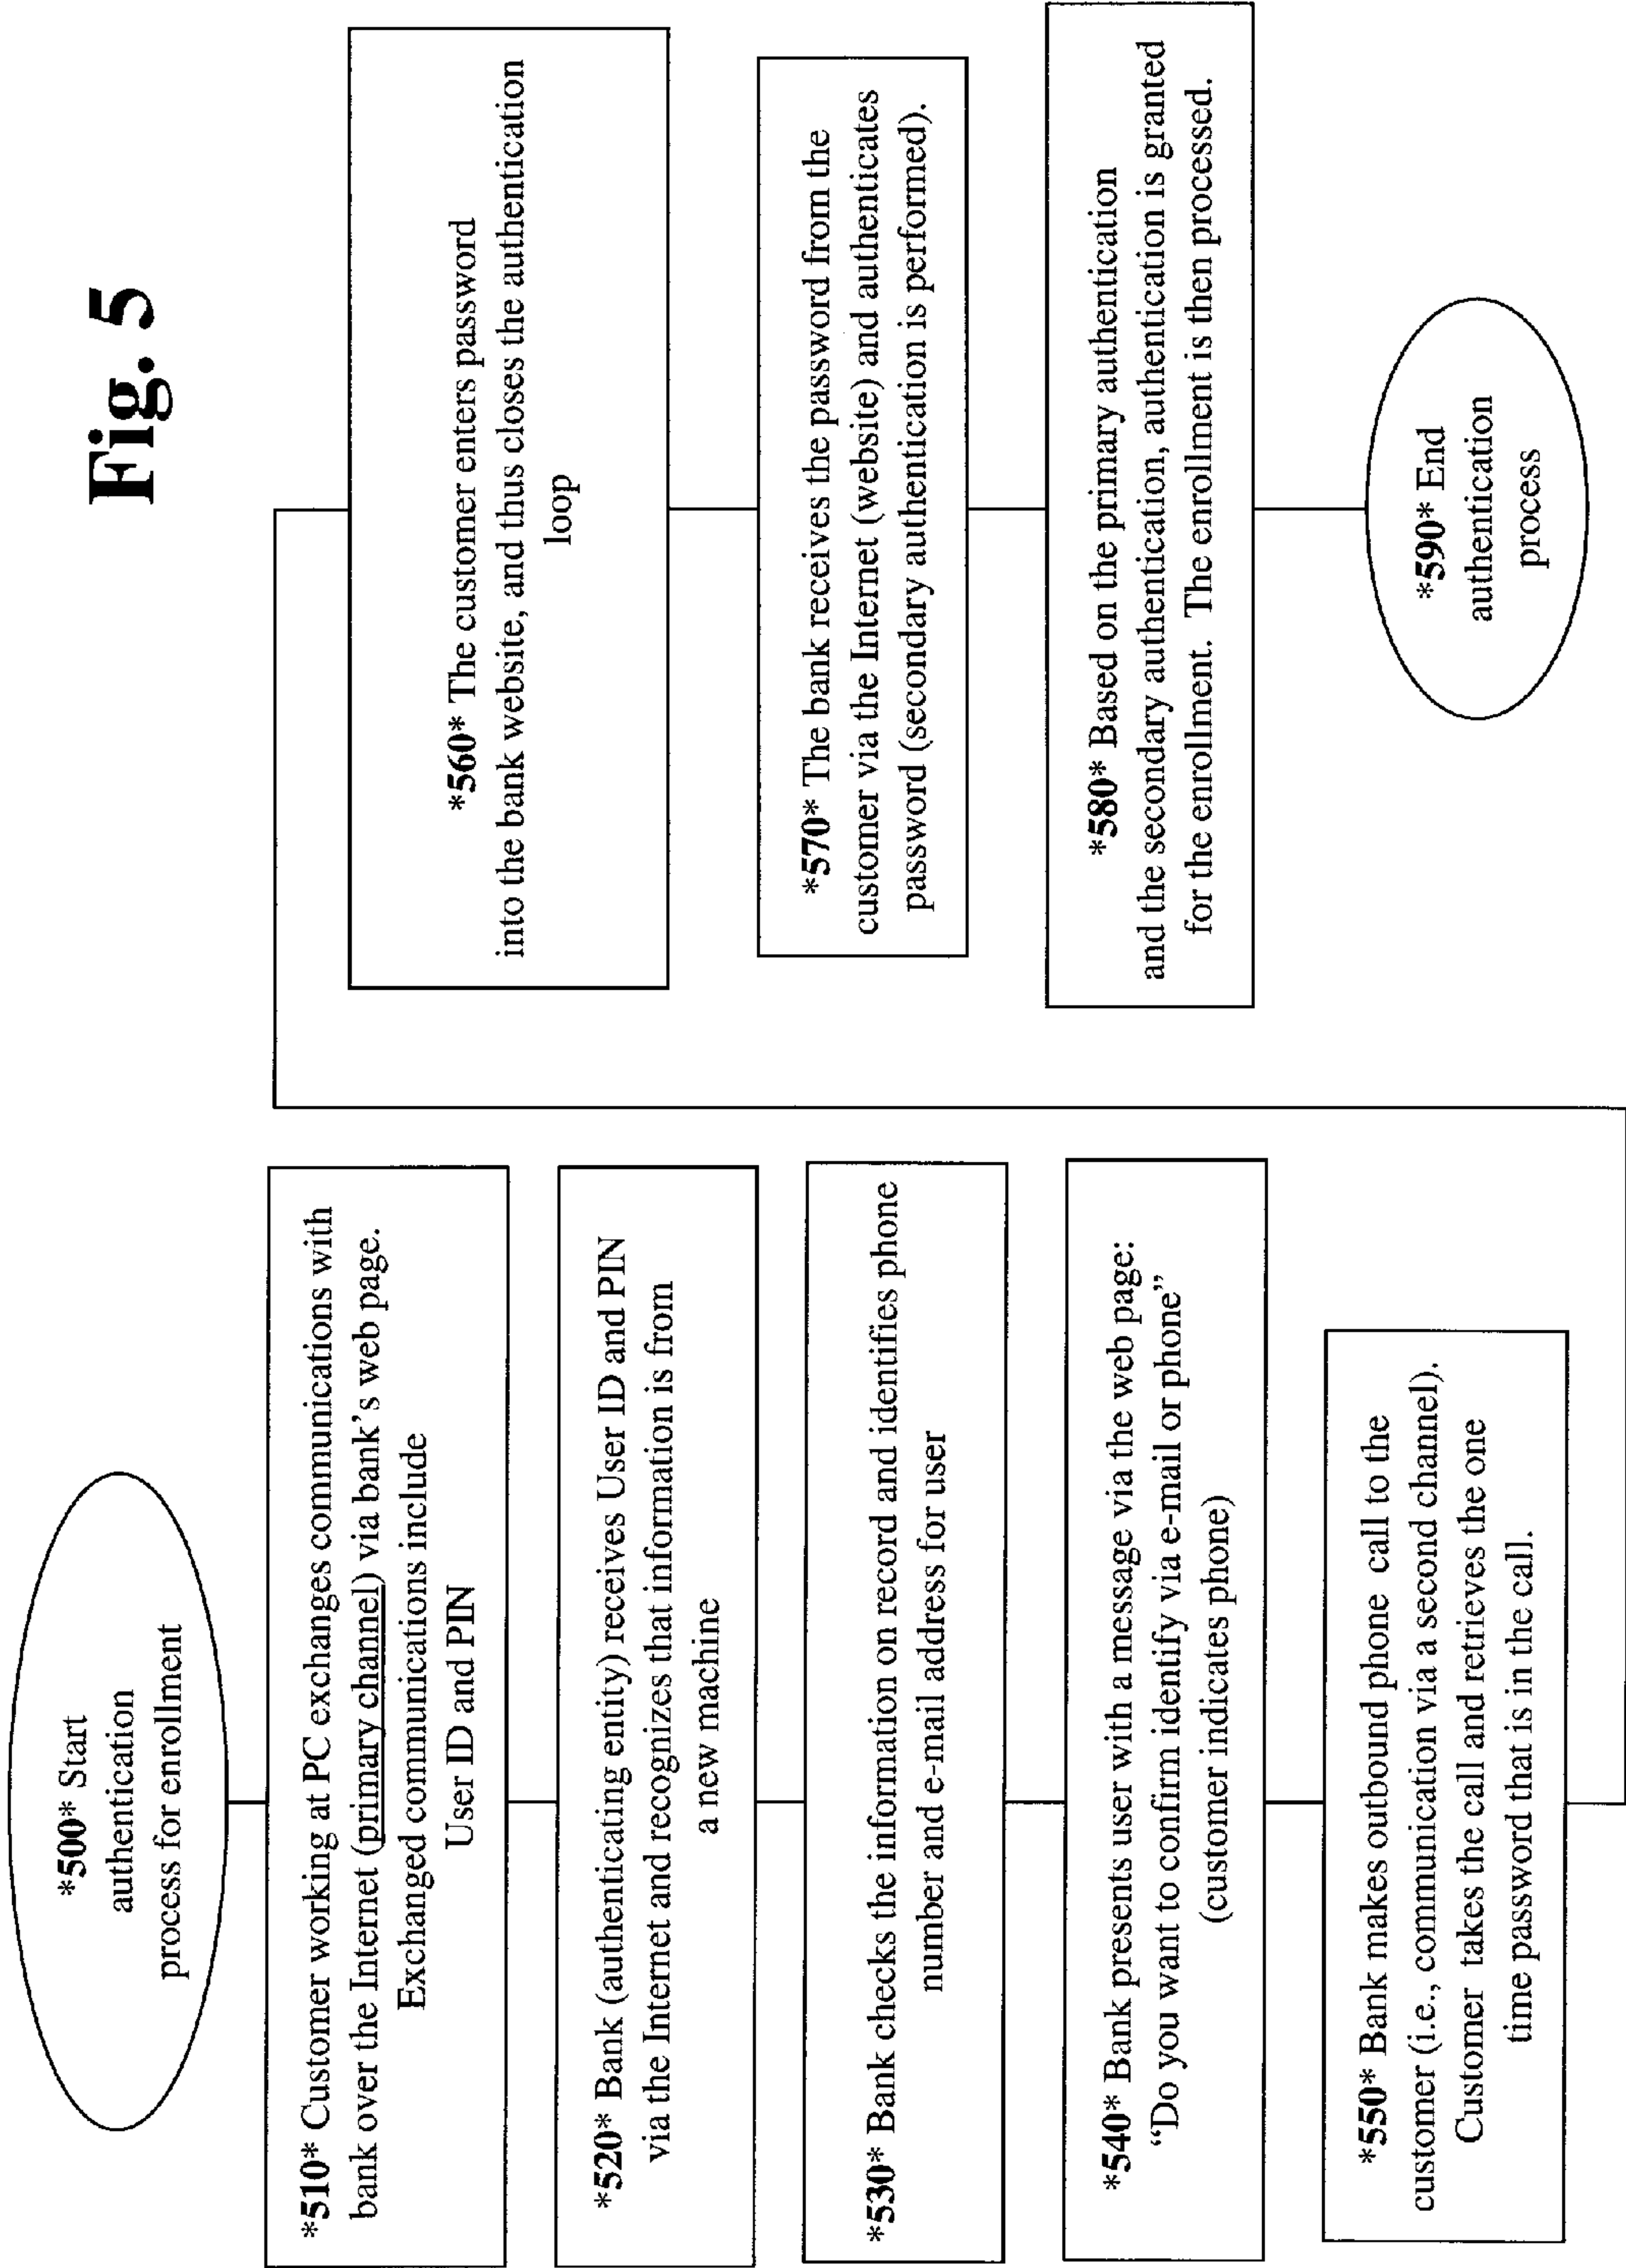 Fig. 5
*500* Start
authentication
process for enrollment
*510* Customer working at PC exchanges communications with
bank over the Internet (primary channel) via bank's web page.
Exchanged communications include
User ID and PIN
*520* Bank (authenticating entity) receives User ID and PIN
via the Internet and recognizes that information is from
a new machine
*530* Bank checks the information on record and identifies phone
number and e-mail address for user
*540* Bank presents user with a message via the web page:
“Do you want to confirm identify via e-mail or phone”
(customer indicates phone)
*550* Bank makes outbound phone call to the
customer (i.e., communication via a second channel).
Customer takes the call and retrieves the one
time password that is in the call.
*560* The customer enters password
into the bank website, and thus closes the authentication
loop
*570* The bank receives the password from the
customer via the Internet (website) and authenticates
password (secondary authentication is performed).
*580* Based on the primary authentication
and the secondary authentication, authentication is granted
for the enrollment. The enrollment is then processed.
*590* End
authentication
process